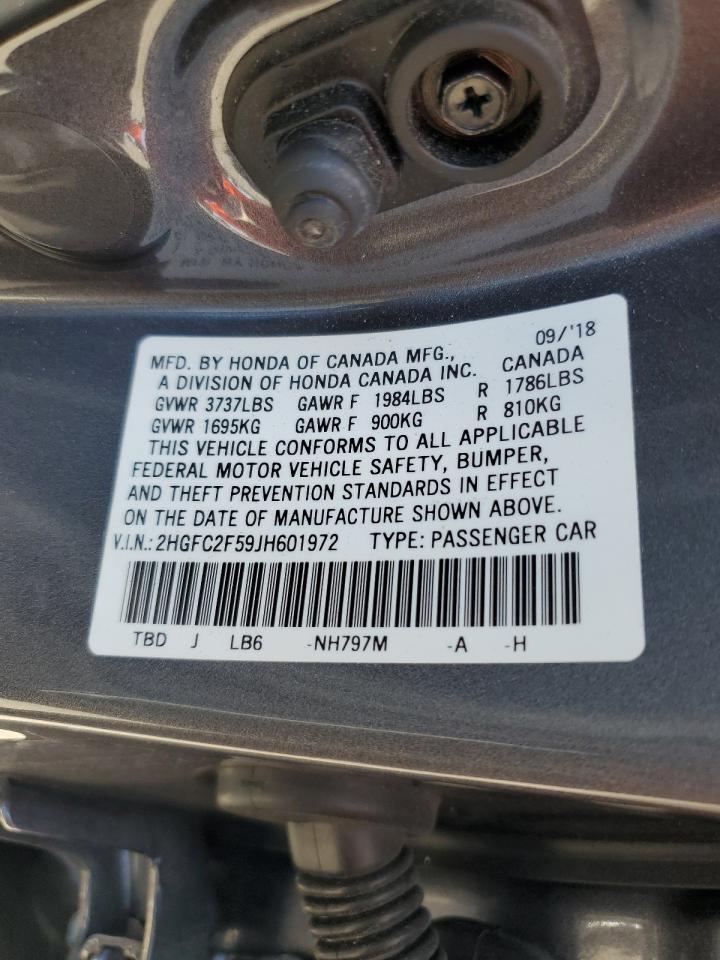 09/'18
MFD. BY HONDA OF CANADA MFG.,
A DIVISION OF HONDA CANADA INC. CANADA
GVWR 3737LBS GAWR F 1984LBS R 1786LBS
GVWR 1695KG GAWR F 900KG R 810KG
THIS VEHICLE CONFORMS TO ALL APPLICABLE
FEDERAL MOTOR VEHICLE SAFETY, BUMPER,
AND THEFT PREVENTION STANDARDS IN EFFECT
ON THE DATE OF MANUFACTURE SHOWN ABOVE.
V.I.N.: 2HGFC2F59JH601972 TYPE: PASSENGER CAR
TBD J LB6 -NH797M -A -H